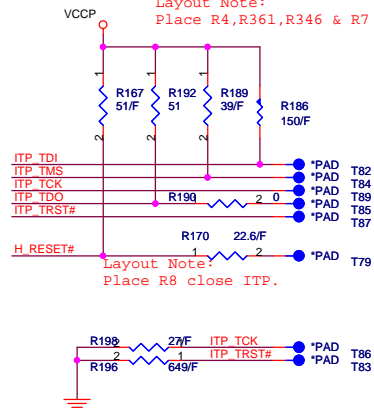 Layout Note:
Place R4,R361,R346 & R7
VCCP
1 1 1
R167 R192 R189 R186
51/F 51 39/F 150/F
2 2 2
ITP_TDI *PAD T82
ITP_TMS *PAD T84
ITP_TCK *PAD T89
ITP_TDO R190 2 0 *PAD T85
ITP_TRST# *PAD T87
R170 22.6/F
H_RESET# 1 2 *PAD T79
Layout Note:
Place R8 close ITP.
R198 2 27/F 1 ITP_TCK *PAD T86
R196 2 649/F 1 ITP_TRST# *PAD T83